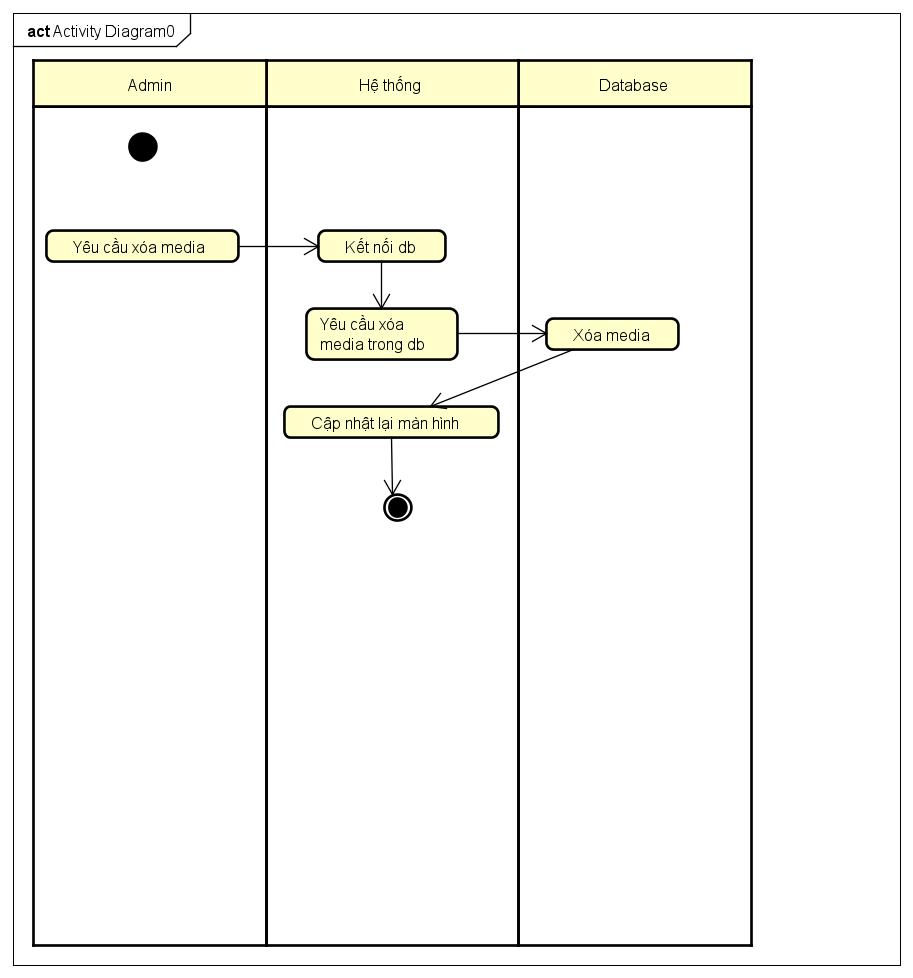 act Activity Diagram0
Admin
Hệ thống
Database
Yêu cầu xóa media
Kết nối db
Yêu cầu xóa
media trong db
Xóa media
Cập nhật lại màn hình